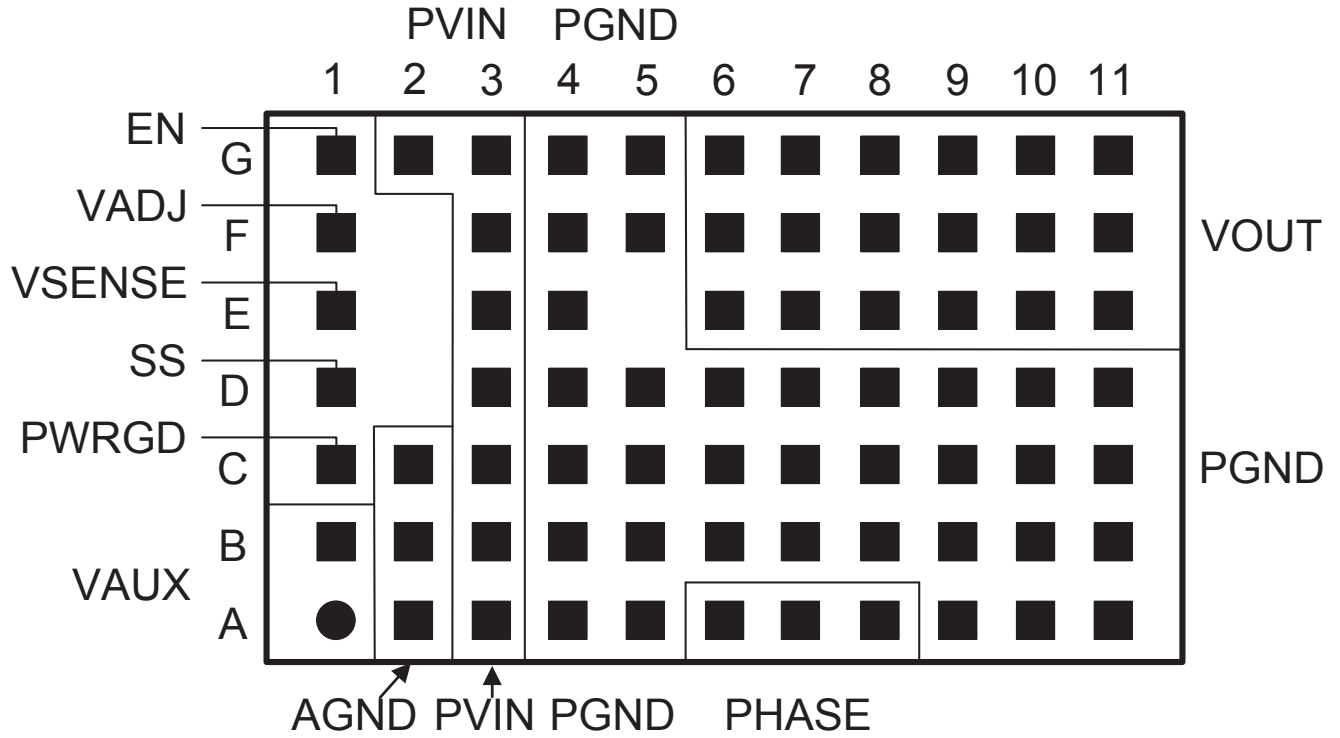 PVIN PGND
1 2 3 4 5 6 7 8 9 10 11
EN
G
VADJ
F
VOUT
VSENSE
E
SS
D
PWRGD
C
PGND
B
VAUX
A
AGND PVIN PGND PHASE